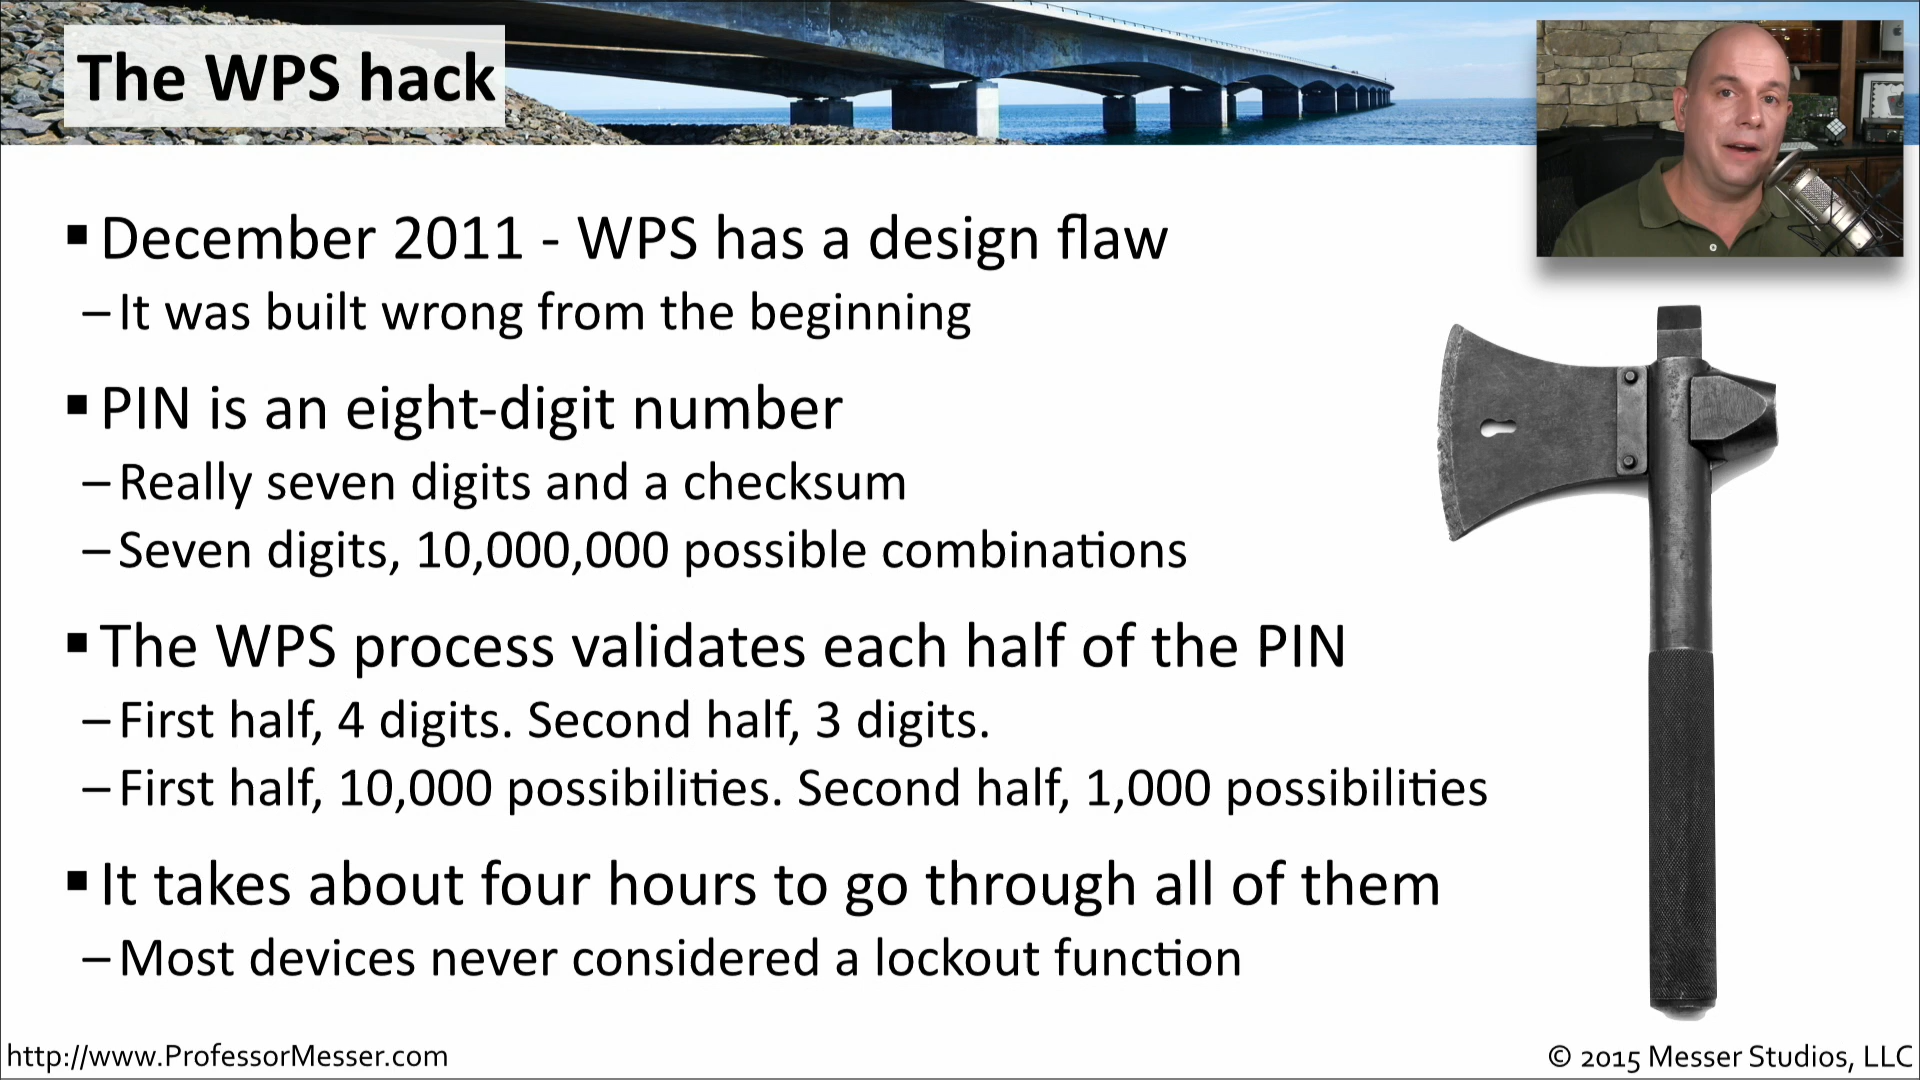 The WPS hack
▪ December 2011 - WPS has a design flaw
– It was built wrong from the beginning
▪ PIN is an eight-digit number
– Really seven digits and a checksum
– Seven digits, 10,000,000 possible combinations
▪ The WPS process validates each half of the PIN
– First half, 4 digits. Second half, 3 digits.
– First half, 10,000 possibilities. Second half, 1,000 possibilities
▪ It takes about four hours to go through all of them
– Most devices never considered a lockout function
http://www.ProfessorMesser.com
© 2015 Messer Studios, LLC